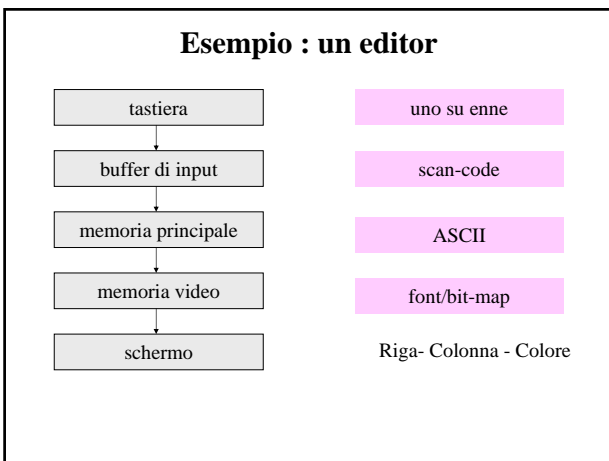 Esempio : un editor
tastiera
uno su enne
buffer di input
scan-code
memoria principale
ASCII
memoria video
font/bit-map
schermo
Riga- Colonna - Colore